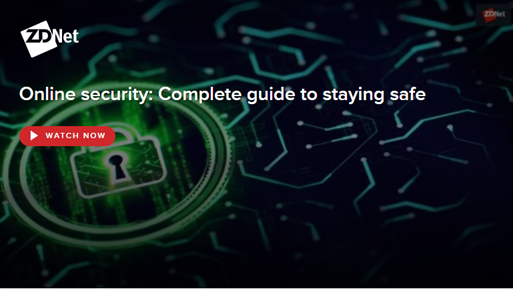 ZDNet
ZDNet
Online security: Complete guide to staying safe
WATCH NOW